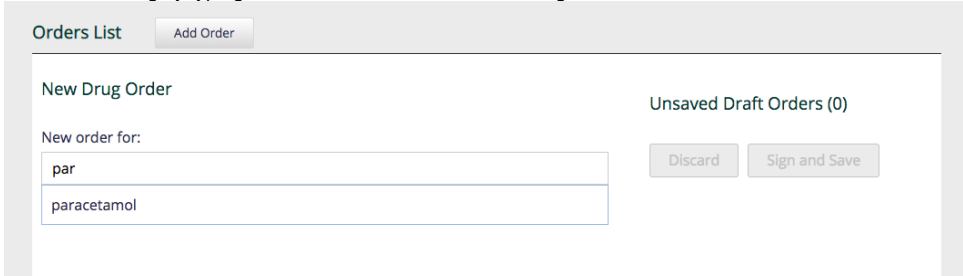 Orders List
Add Order
New Drug Order
New order for:
par
paracetamol
Unsaved Draft Orders (0)
Discard
Sign and Save